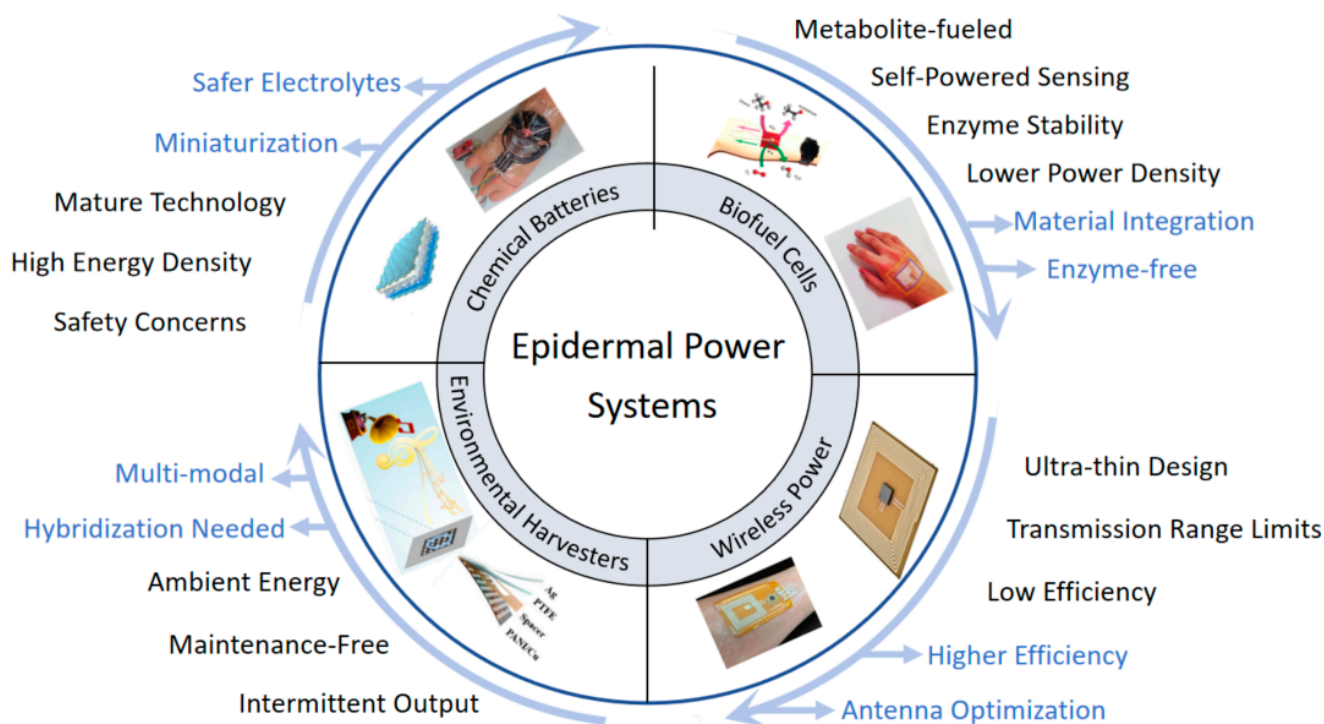 Metabolite-fueled
Self-Powered Sensing
Enzyme Stability
Lower Power Density
Material Integration
Enzyme-free
Safer Electrolytes
Miniaturization
Mature Technology
High Energy Density
Safety Concerns
Chemical Batteries
Biofuel Cells
Epidermal Power
Systems
Environmental Harvesters
Wireless Power
Multi-modal
Hybridization Needed
Ambient Energy
Maintenance-Free
Intermittent Output
Ag
PTFE
Spacer
PANI/Cu
Ultra-thin Design
Transmission Range Limits
Low Efficiency
Higher Efficiency
Antenna Optimization